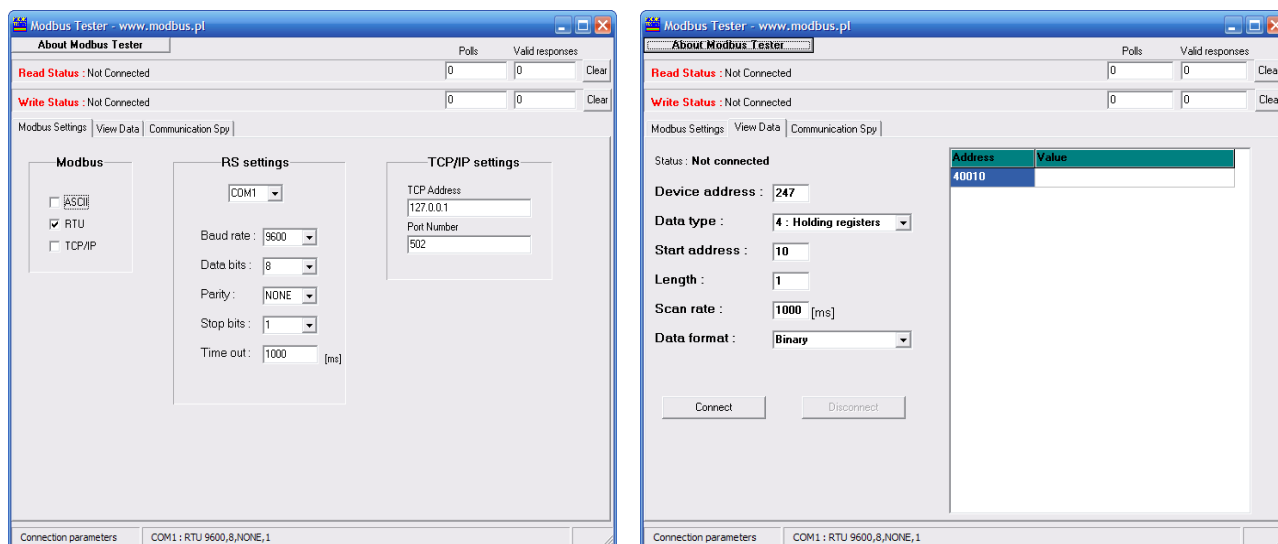 Modbus Tester - www.modbus.pl
About Modbus Tester
Polls Valid responses
Read Status : Not Connected 0 0 Clear
Write Status : Not Connected 0 0 Clear
Modbus Settings View Data Communication Spy
Modbus
ASCII
RTU
TCP/IP
RS settings
COM1
Baud rate : 9600
Data bits : 8
Parity : NONE
Stop bits : 1
Time out : 1000 [ms]
TCP/IP settings
TCP Address
127.0.0.1
Port Number
502
Connection parameters COM1 : RTU 9600,8,NONE,1
Modbus Tester - www.modbus.pl
About Modbus Tester
Polls Valid responses
Read Status : Not Connected 0 0 Clea
Write Status : Not Connected 0 0 Clea
Modbus Settings View Data Communication Spy
Status : Not connected
Device address : 247
Data type : 4 : Holding registers
Start address : 10
Length : 1
Scan rate : 1000 [ms]
Data format : Binary
Connect Disconnect
Address Value
40010
Connection parameters COM1 : RTU 9600,8,NONE,1